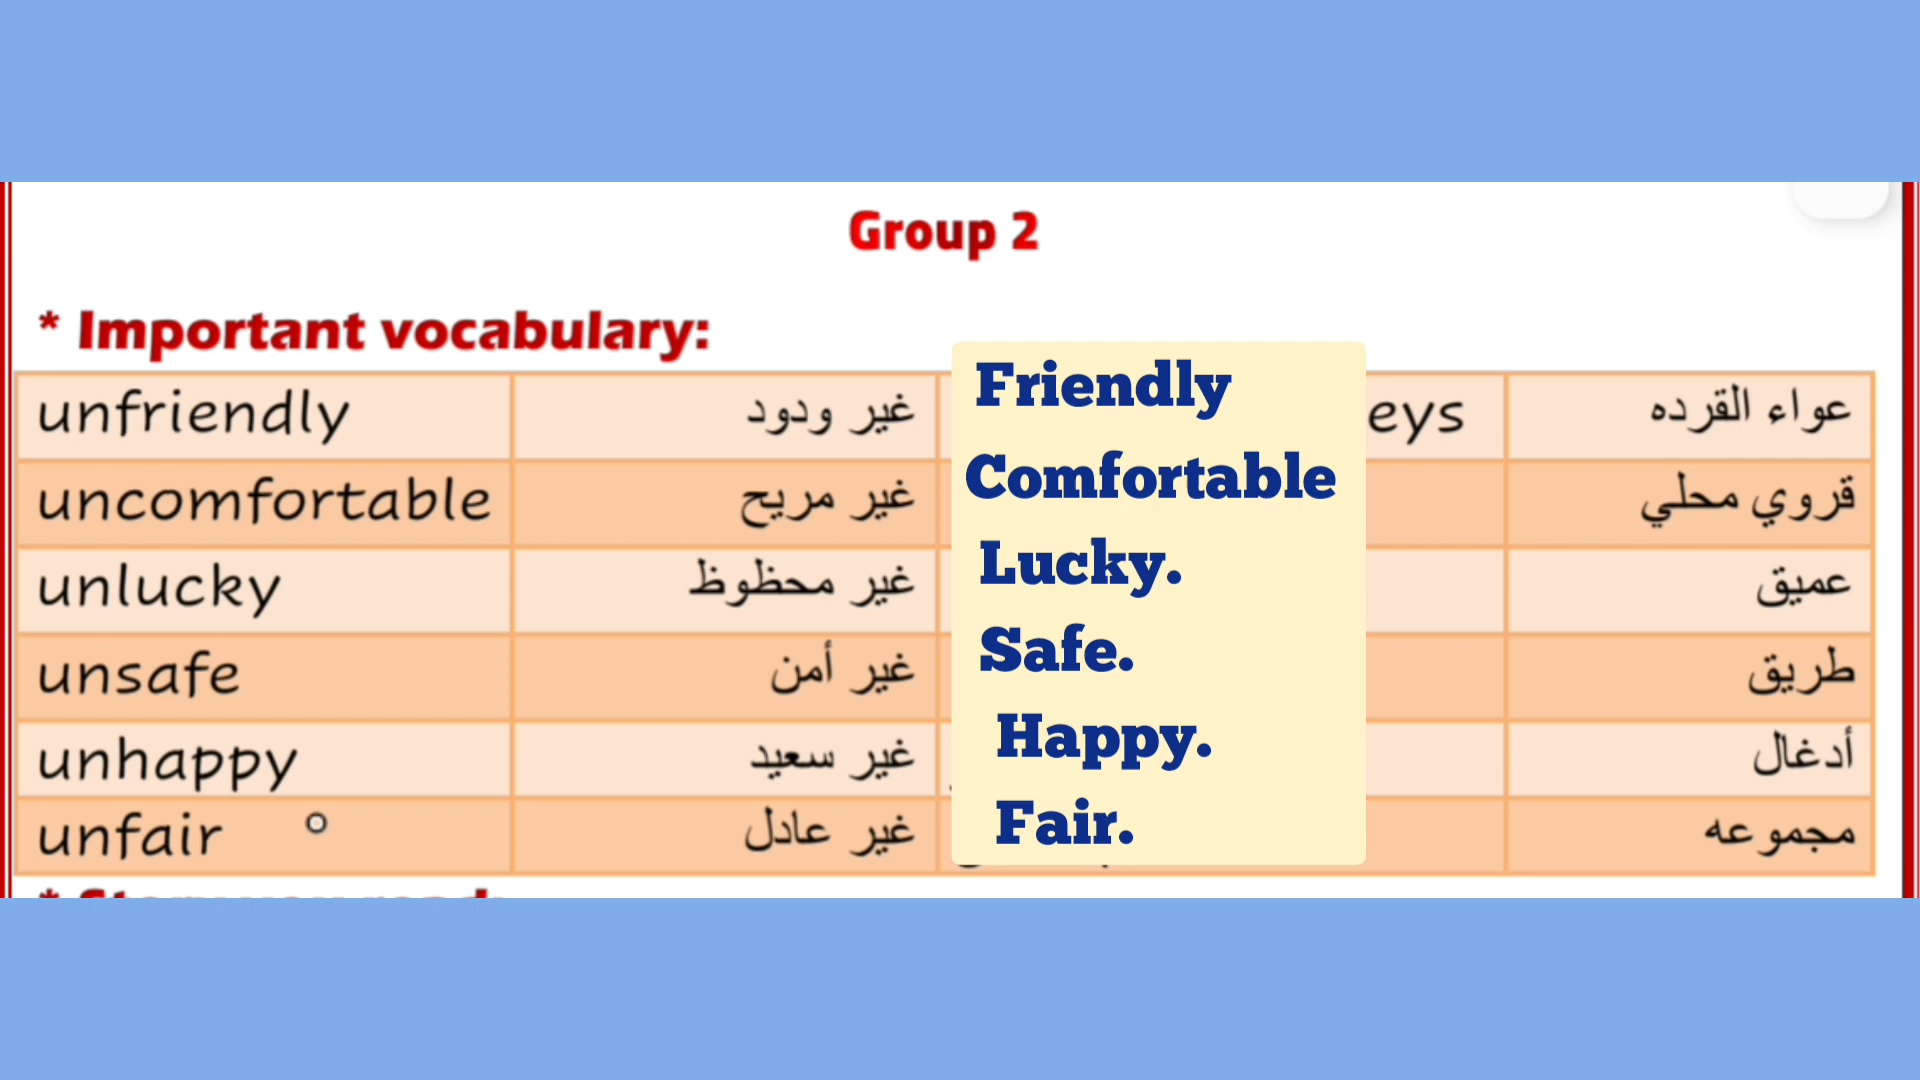 Group 2
* Important vocabulary:
unfriendly غير ودود Friendly eys عواء القرده
uncomfortable غير مريح Comfortable قروي محلي
unlucky غير محظوظ Lucky. عميق
unsafe غير أمن Safe. طريق
unhappy غير سعيد Happy. أدغال
unfair غير عادل Fair. مجموعه